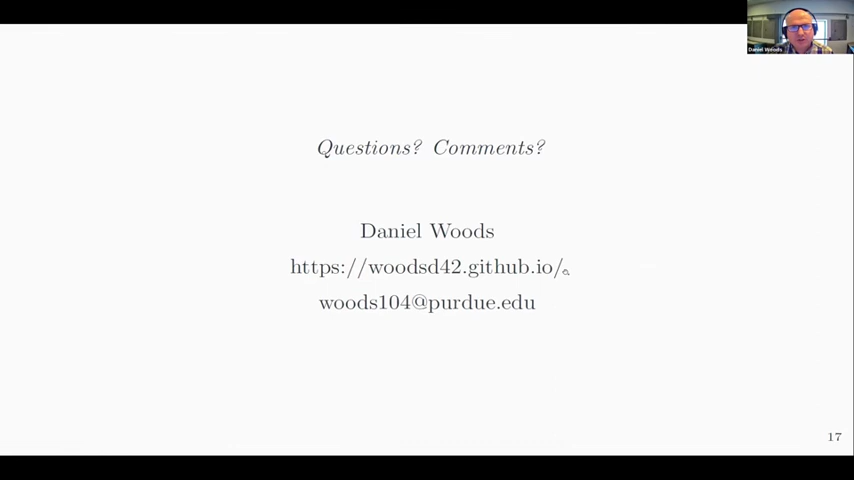 Daniel Woods
Questions? Comments?
Daniel Woods
https://woodsd42.github.io/
woods104@purdue.edu
17